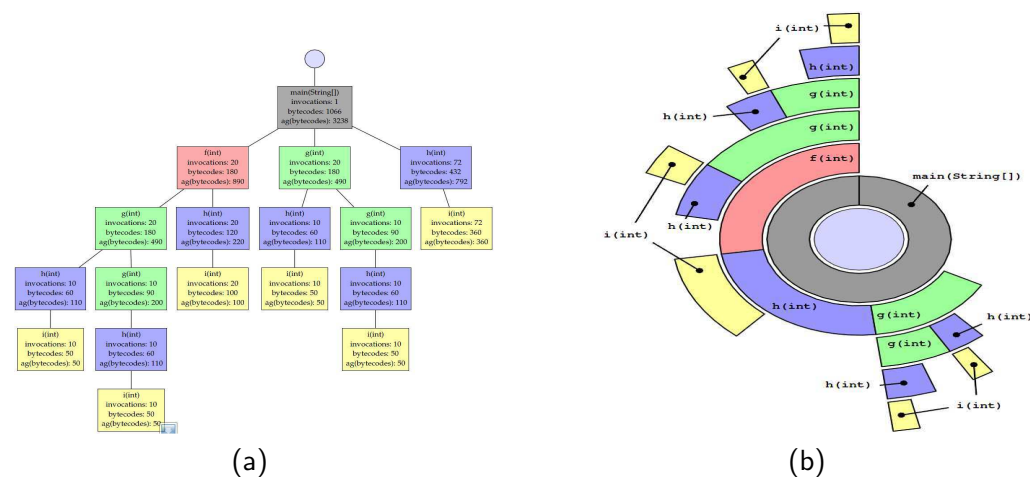 main(String[])
invocations: 1
bytecodes: 1066
ag(bytecodes): 3238
f(int)
invocations: 20
bytecodes: 180
ag(bytecodes): 890
g(int)
invocations: 20
bytecodes: 180
ag(bytecodes): 490
h(int)
invocations: 72
bytecodes: 432
ag(bytecodes): 792
g(int)
invocations: 20
bytecodes: 180
ag(bytecodes): 490
h(int)
invocations: 20
bytecodes: 120
ag(bytecodes): 220
h(int)
invocations: 10
bytecodes: 60
ag(bytecodes): 110
g(int)
invocations: 10
bytecodes: 90
ag(bytecodes): 200
i(int)
invocations: 72
bytecodes: 360
ag(bytecodes): 360
h(int)
invocations: 10
bytecodes: 60
ag(bytecodes): 110
g(int)
invocations: 10
bytecodes: 90
ag(bytecodes): 200
i(int)
invocations: 20
bytecodes: 100
ag(bytecodes): 100
i(int)
invocations: 10
bytecodes: 50
ag(bytecodes): 50
h(int)
invocations: 10
bytecodes: 60
ag(bytecodes): 110
i(int)
invocations: 10
bytecodes: 50
ag(bytecodes): 50
h(int)
invocations: 10
bytecodes: 60
ag(bytecodes): 110
i(int)
invocations: 10
bytecodes: 50
ag(bytecodes): 50
i(int)
invocations: 10
bytecodes: 50
ag(bytecodes): 50
(a)
i(int)
h(int)
g(int)
h(int)
g(int)
f(int)
main(String[])
h(int)
i(int)
h(int)
g(int)
h(int)
g(int)
h(int)
i(int)
(b)